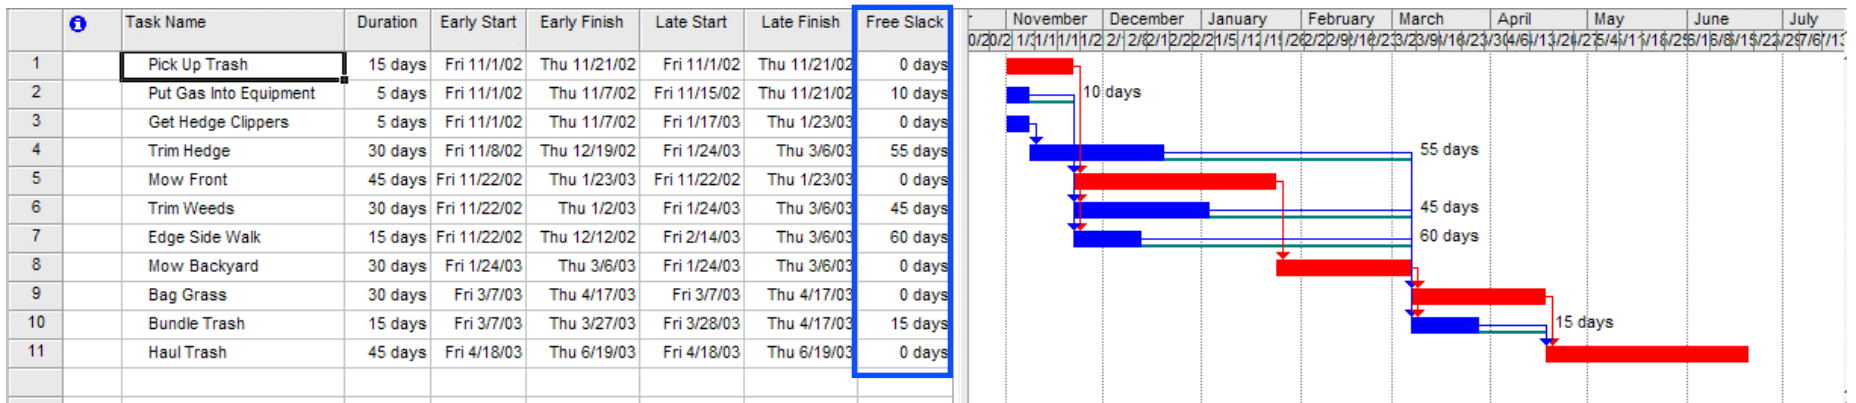 Task Name Duration Early Start Early Finish Late Start Late Finish Free Slack
1 Pick Up Trash 15 days Fri 11/1/02 Thu 11/21/02 Fri 11/1/02 Thu 11/21/02 0 days
2 Put Gas Into Equipment 5 days Fri 11/1/02 Thu 11/7/02 Fri 11/15/02 Thu 11/21/02 10 days
3 Get Hedge Clippers 5 days Fri 11/1/02 Thu 11/7/02 Fri 1/17/03 Thu 1/23/03 0 days
4 Trim Hedge 30 days Fri 11/8/02 Thu 12/19/02 Fri 1/24/03 Thu 3/6/03 55 days
5 Mow Front 45 days Fri 11/22/02 Thu 1/23/03 Fri 11/22/02 Thu 1/23/03 0 days
6 Trim Weeds 30 days Fri 11/22/02 Thu 1/2/03 Fri 1/24/03 Thu 3/6/03 45 days
7 Edge Side Walk 15 days Fri 11/22/02 Thu 12/12/02 Fri 2/14/03 Thu 3/6/03 60 days
8 Mow Backyard 30 days Fri 1/24/03 Thu 3/6/03 Fri 1/24/03 Thu 3/6/03 0 days
9 Bag Grass 30 days Fri 3/7/03 Thu 4/17/03 Fri 3/7/03 Thu 4/17/03 0 days
10 Bundle Trash 15 days Fri 3/7/03 Thu 3/27/03 Fri 3/28/03 Thu 4/17/03 15 days
11 Haul Trash 45 days Fri 4/18/03 Thu 6/19/03 Fri 4/18/03 Thu 6/19/03 0 days
November December January February March April May June July
10 days
55 days
45 days
60 days
15 days